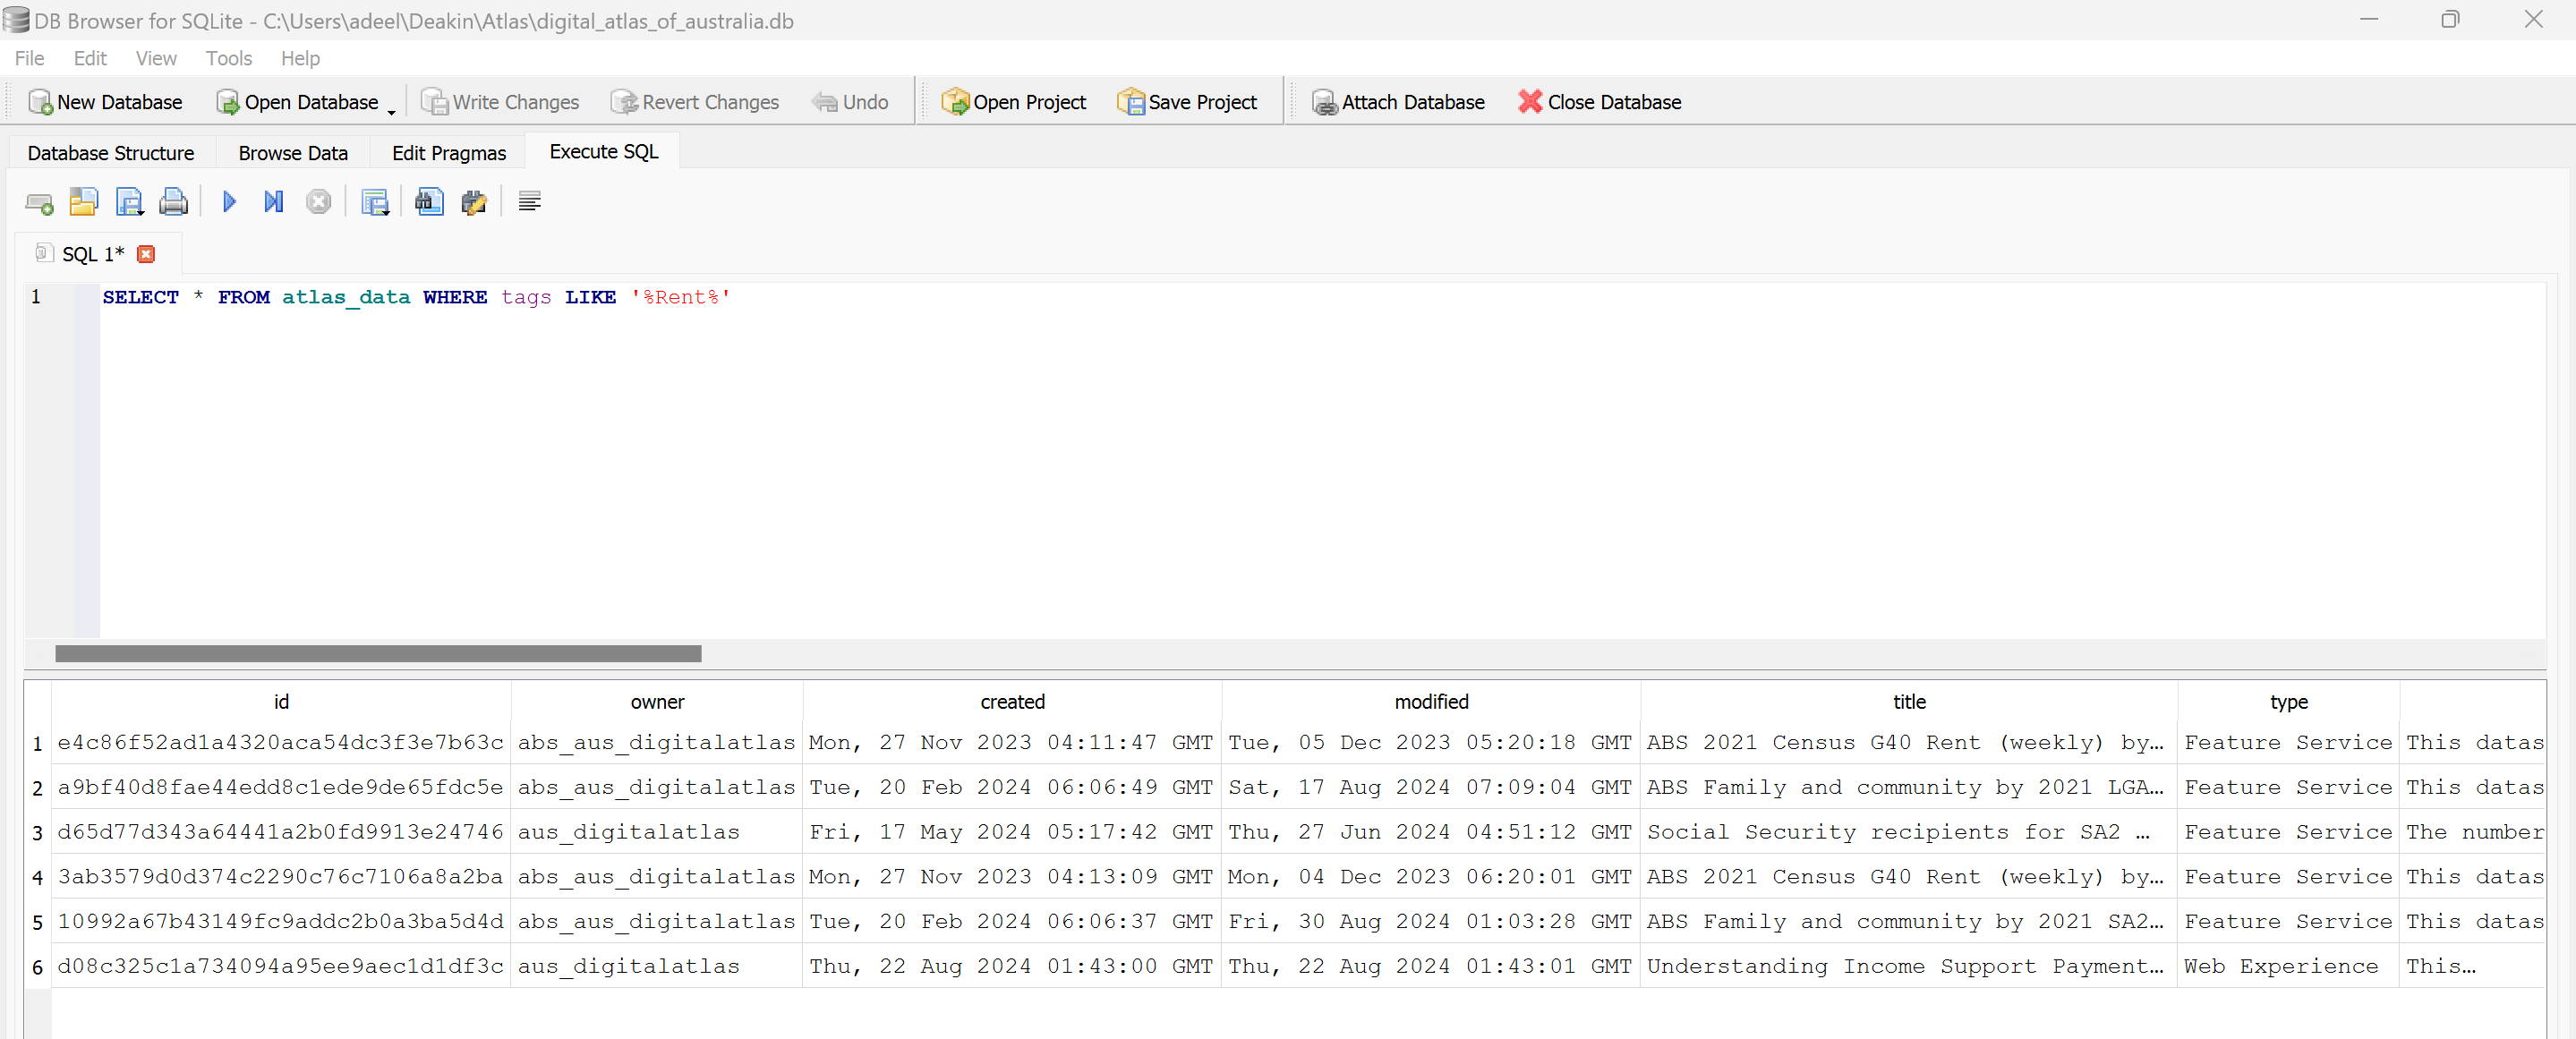 DB Browser for SQLite - C:\Users\adeel\Deakin\Atlas\digital_atlas_of_australia.db
File Edit View Tools Help
New Database Open Database Write Changes Revert Changes Undo Open Project Save Project Attach Database Close Database
Database Structure Browse Data Edit Pragmas Execute SQL
SQL 1*
1 SELECT * FROM atlas_data WHERE tags LIKE '%Rent%'
id owner created modified title type
1 e4c86f52ad1a4320aca54dc3f3e7b63c abs_aus_digitalatlas Mon, 27 Nov 2023 04:11:47 GMT Tue, 05 Dec 2023 05:20:18 GMT ABS 2021 Census G40 Rent (weekly) by… Feature Service This datas
2 a9bf40d8fae44edd8c1ede9de65fdc5e abs_aus_digitalatlas Tue, 20 Feb 2024 06:06:49 GMT Sat, 17 Aug 2024 07:09:04 GMT ABS Family and community by 2021 LGA… Feature Service This datas
3 d65d77d343a64441a2b0fd9913e24746 aus_digitalatlas Fri, 17 May 2024 05:17:42 GMT Thu, 27 Jun 2024 04:51:12 GMT Social Security recipients for SA2 … Feature Service The number
4 3ab3579d0d374c2290c76c7106a8a2ba abs_aus_digitalatlas Mon, 27 Nov 2023 04:13:09 GMT Mon, 04 Dec 2023 06:20:01 GMT ABS 2021 Census G40 Rent (weekly) by… Feature Service This datas
5 10992a67b43149fc9addc2b0a3ba5d4d abs_aus_digitalatlas Tue, 20 Feb 2024 06:06:37 GMT Fri, 30 Aug 2024 01:03:28 GMT ABS Family and community by 2021 SA2… Feature Service This datas
6 d08c325c1a734094a95ee9aec1d1df3c aus_digitalatlas Thu, 22 Aug 2024 01:43:00 GMT Thu, 22 Aug 2024 01:43:01 GMT Understanding Income Support Payment… Web Experience This…